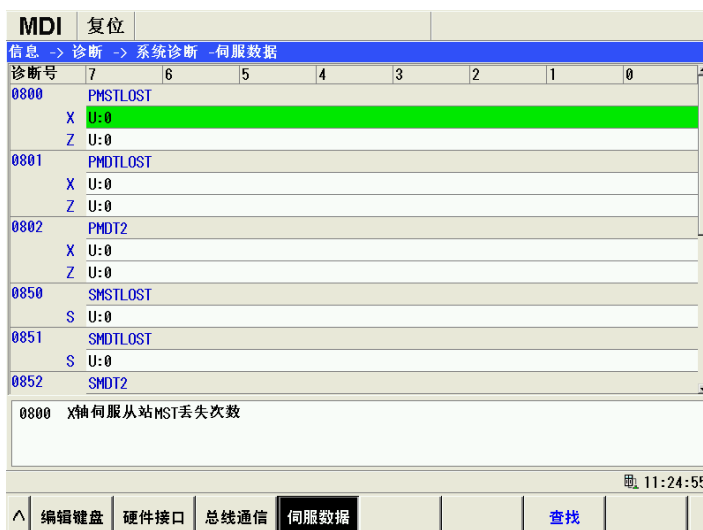 MDI 复位
信息 -> 诊断 -> 系统诊断 -伺服数据
诊断号 7 6 5 4 3 2 1 0
0800 PMSTLOST
X U:0
Z U:0
0801 PMDTLOST
X U:0
Z U:0
0802 PMDT2
X U:0
Z U:0
0850 SMSTLOST
S U:0
0851 SMDTLOST
S U:0
0852 SMDT2
0800 X轴伺服从站MST丢失次数
11:24:55
^ 编辑键盘 硬件接口 总线通信 伺服数据 查找